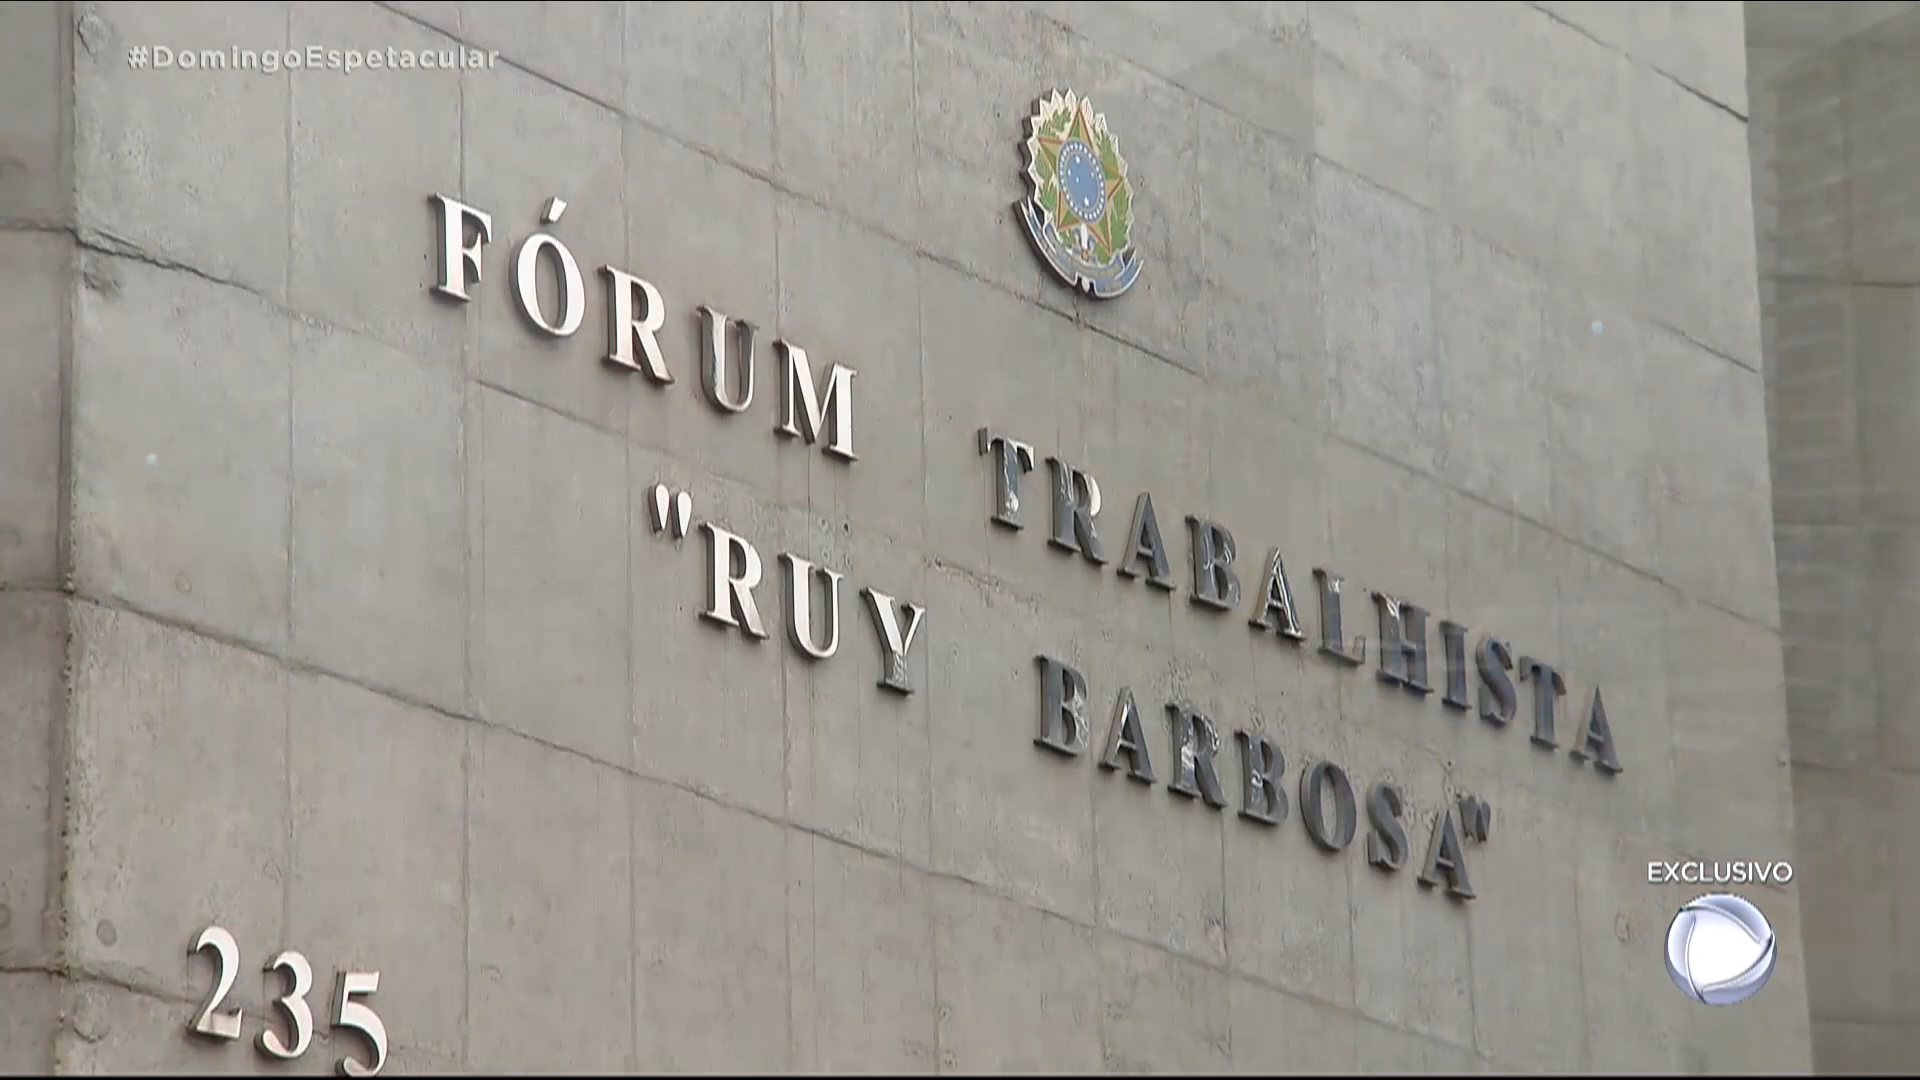 #DomingoEspetacular
FÓRUM TRABALHISTA
"RUY BARBOSA"
EXCLUSIVO
235